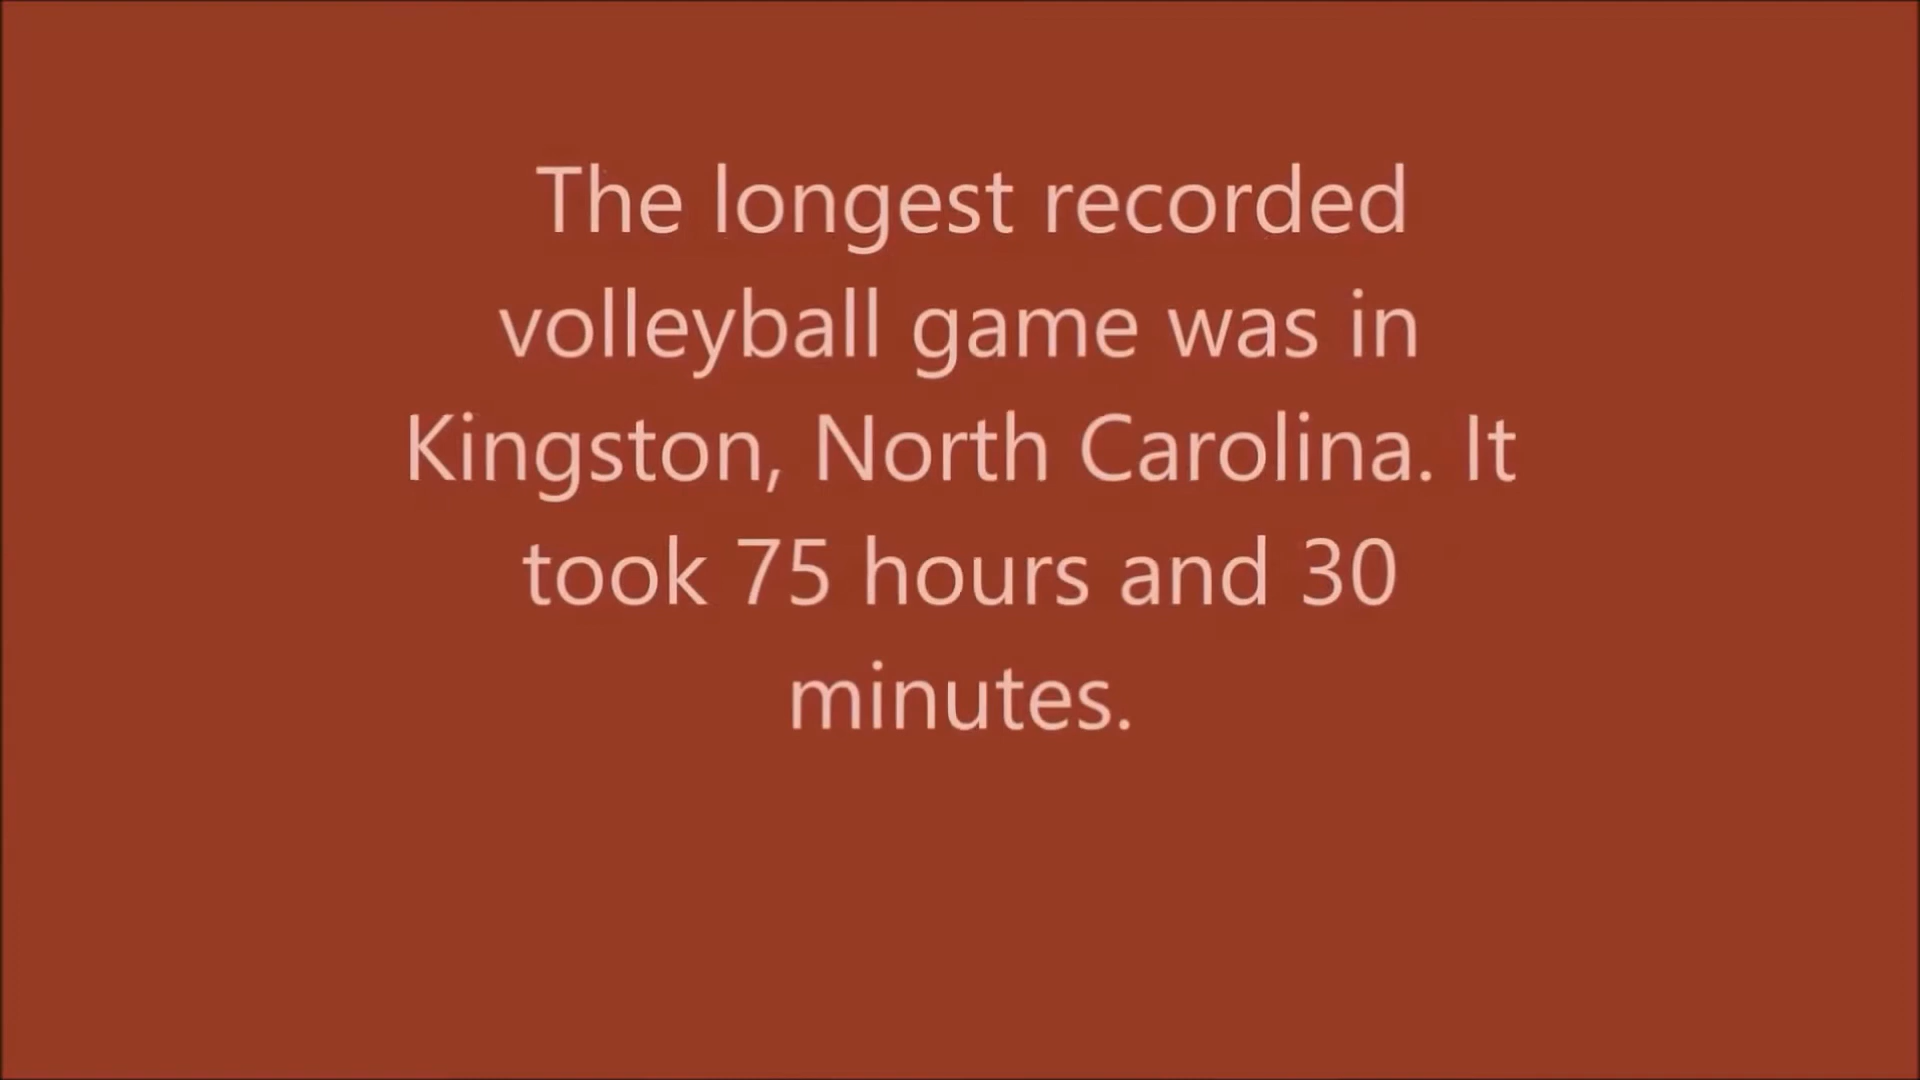 The longest recorded
volleyball game was in
Kingston, North Carolina. It
took 75 hours and 30
minutes.